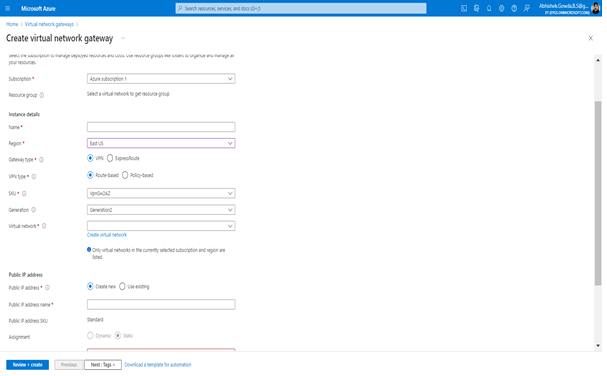 Microsoft Azure
Search resources, services, and docs (G+/)
Home > Virtual network gateways >
Create virtual network gateway ...
Select the subscription to manage deployed resources and costs. Use resource groups like folders to organize and manage all
your resources.
Subscription *
Azure subscription 1
Resource group
Select a virtual network to get resource group
Instance details
Name *
Region *
East US
Gateway type *
VPN
ExpressRoute
VPN type *
Route-based
Policy-based
SKU *
VpnGw2AZ
Generation
Generation2
Virtual network *
Create virtual network
Only virtual networks in the currently selected subscription and region are
listed.
Public IP address
Public IP address *
Create new
Use existing
Public IP address name *
Public IP address SKU
Standard
Assignment
Dynamic
Static
Review + create
Previous
Next : Tags >
Download a template for automation